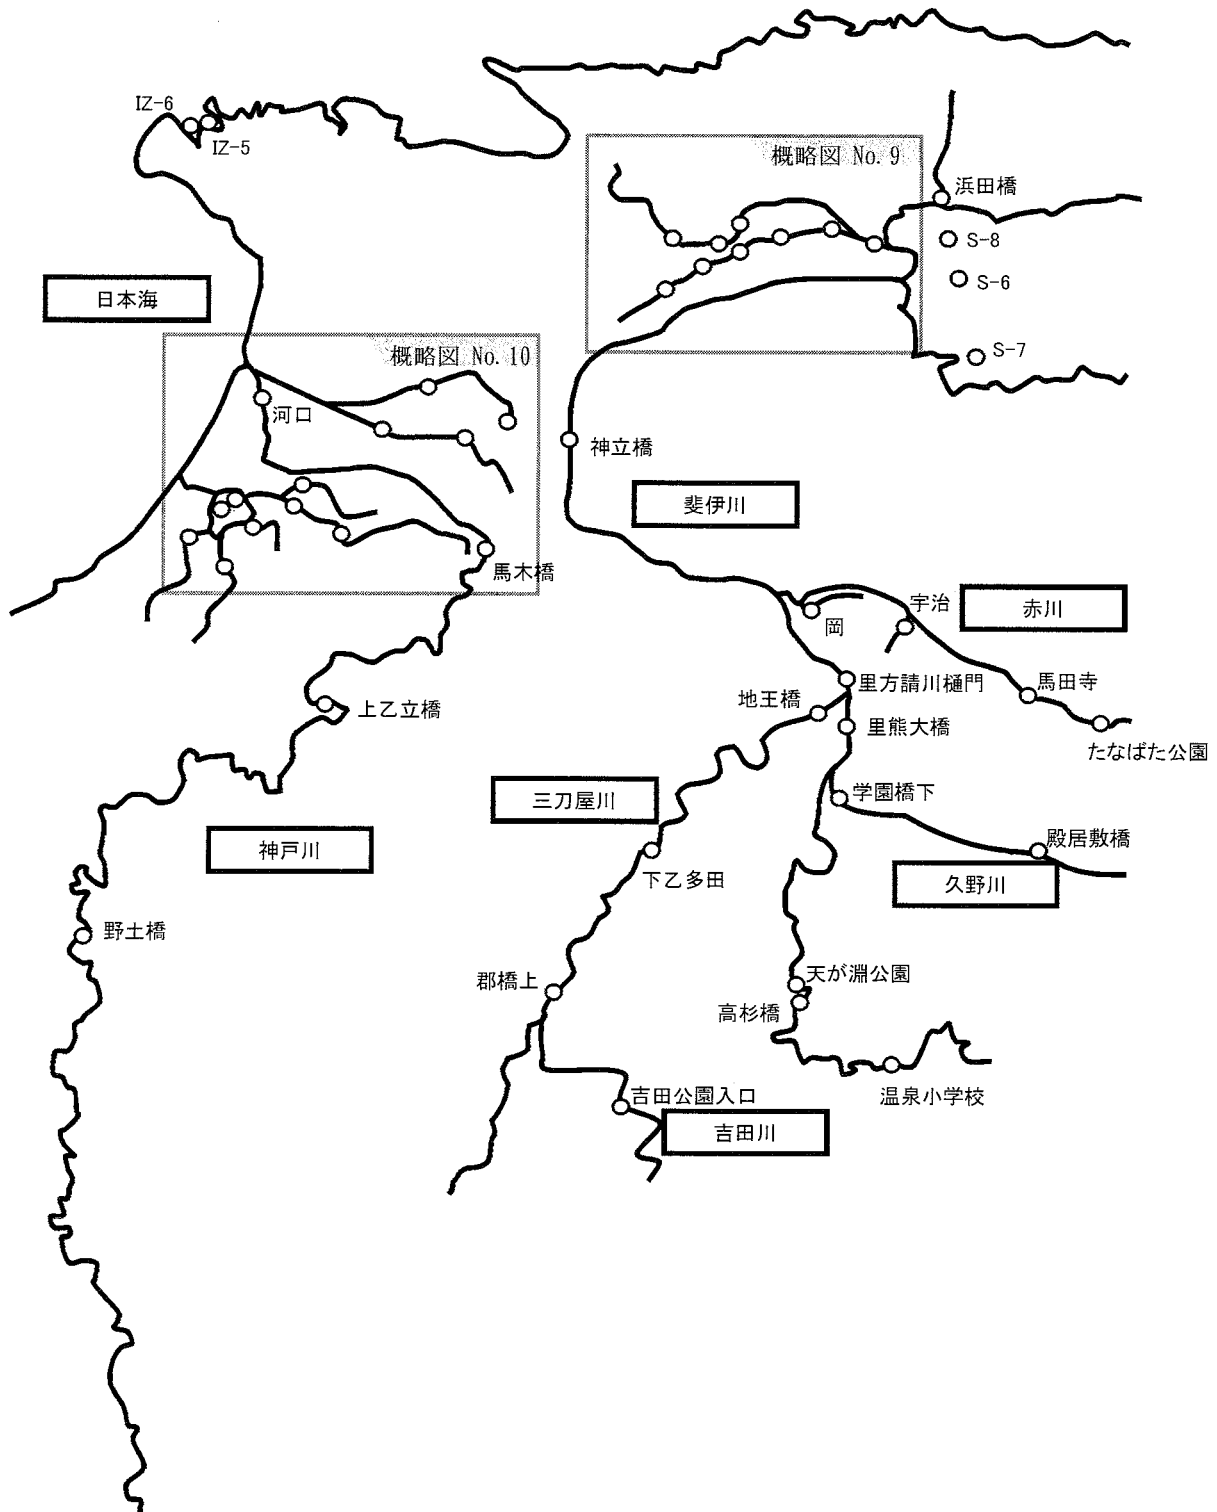 IZ-6
IZ-5
概略図 No. 9
浜田橋
S-8
S-6
S-7
日本海
概略図 No. 10
河口
神立橋
斐伊川
馬木橋
宇治
赤川
岡
里方請川樋門
馬田寺
地王橋
上乙立橋
里熊大橋
たなばた公園
三刀屋川
学園橋下
神戸川
殿居敷橋
下乙多田
久野川
野土橋
天が淵公園
郡橋上
高杉橋
温泉小学校
吉田公園入口
吉田川